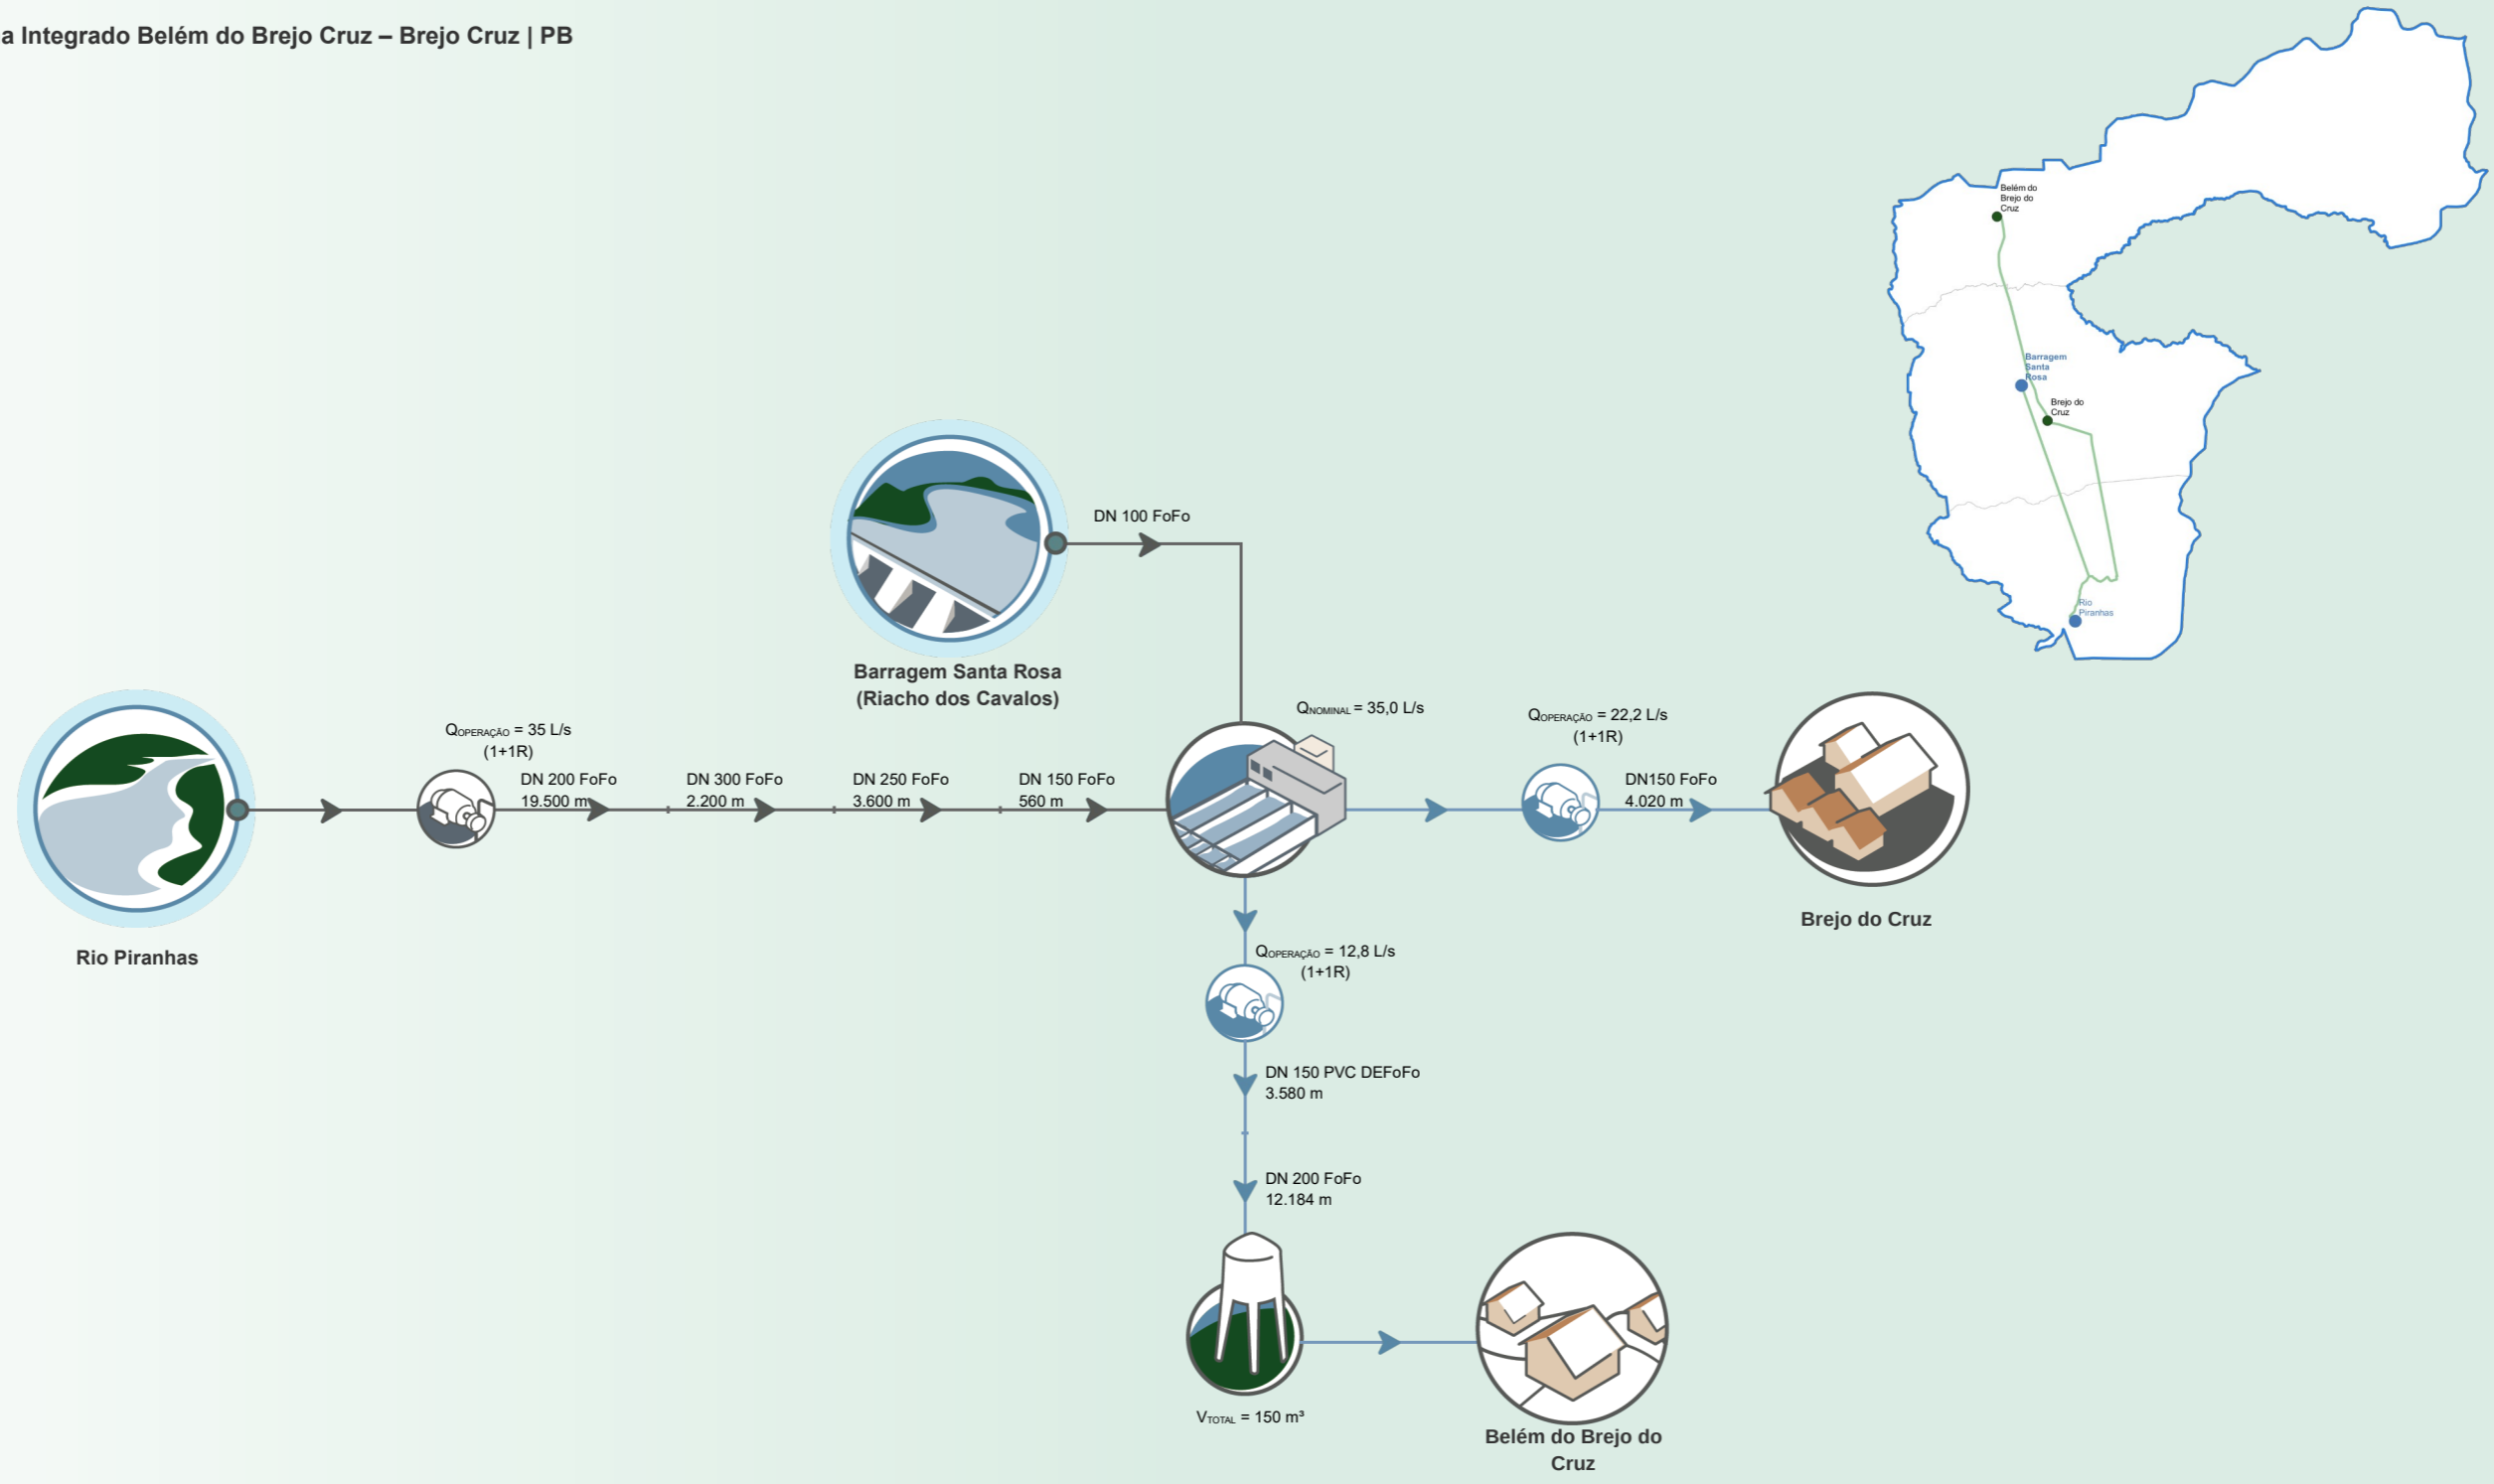 a Integrado Belém do Brejo Cruz – Brejo Cruz | PB
Belém do
Brejo do
Cruz
Barragem
Santa
Rosa
Brejo do
Cruz
Rio
Piranhas
DN 100 FoFo
Barragem Santa Rosa
(Riacho dos Cavalos)
QOPERAÇÃO = 35 L/s
(1+1R)
DN 200 FoFo
19.500 m
DN 300 FoFo
2.200 m
DN 250 FoFo
3.600 m
DN 150 FoFo
560 m
QNOMINAL = 35,0 L/s
QOPERAÇÃO = 22,2 L/s
(1+1R)
DN150 FoFo
4.020 m
Brejo do Cruz
Rio Piranhas
QOPERAÇÃO = 12,8 L/s
(1+1R)
DN 150 PVC DEFoFo
3.580 m
DN 200 FoFo
12.184 m
VTOTAL = 150 m³
Belém do Brejo do
Cruz